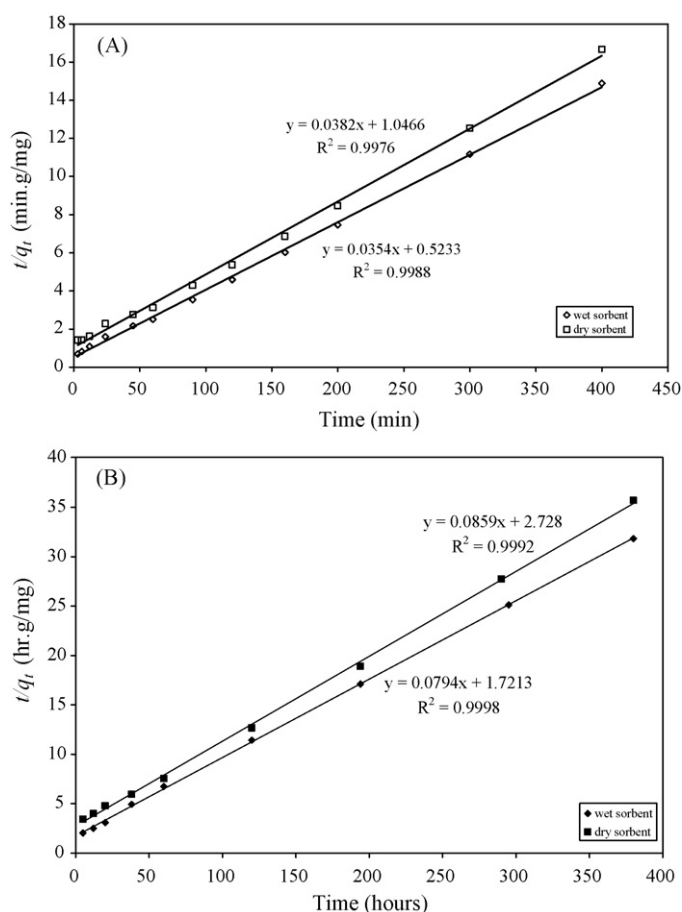 (A)
18
16
14
12
10
8
6
4
2
0
t/qt (min.g/mg)
y = 0.0382x + 1.0466
R2 = 0.9976
y = 0.0354x + 0.5233
R2 = 0.9988
wet sorbent
dry sorbent
0 50 100 150 200 250 300 350 400 450
Time (min)
(B)
40
35
30
25
20
15
10
5
0
t/qt (hr.g/mg)
y = 0.0859x + 2.728
R2 = 0.9992
y = 0.0794x + 1.7213
R2 = 0.9998
wet sorbent
dry sorbent
0 50 100 150 200 250 300 350 400
Time (hours)